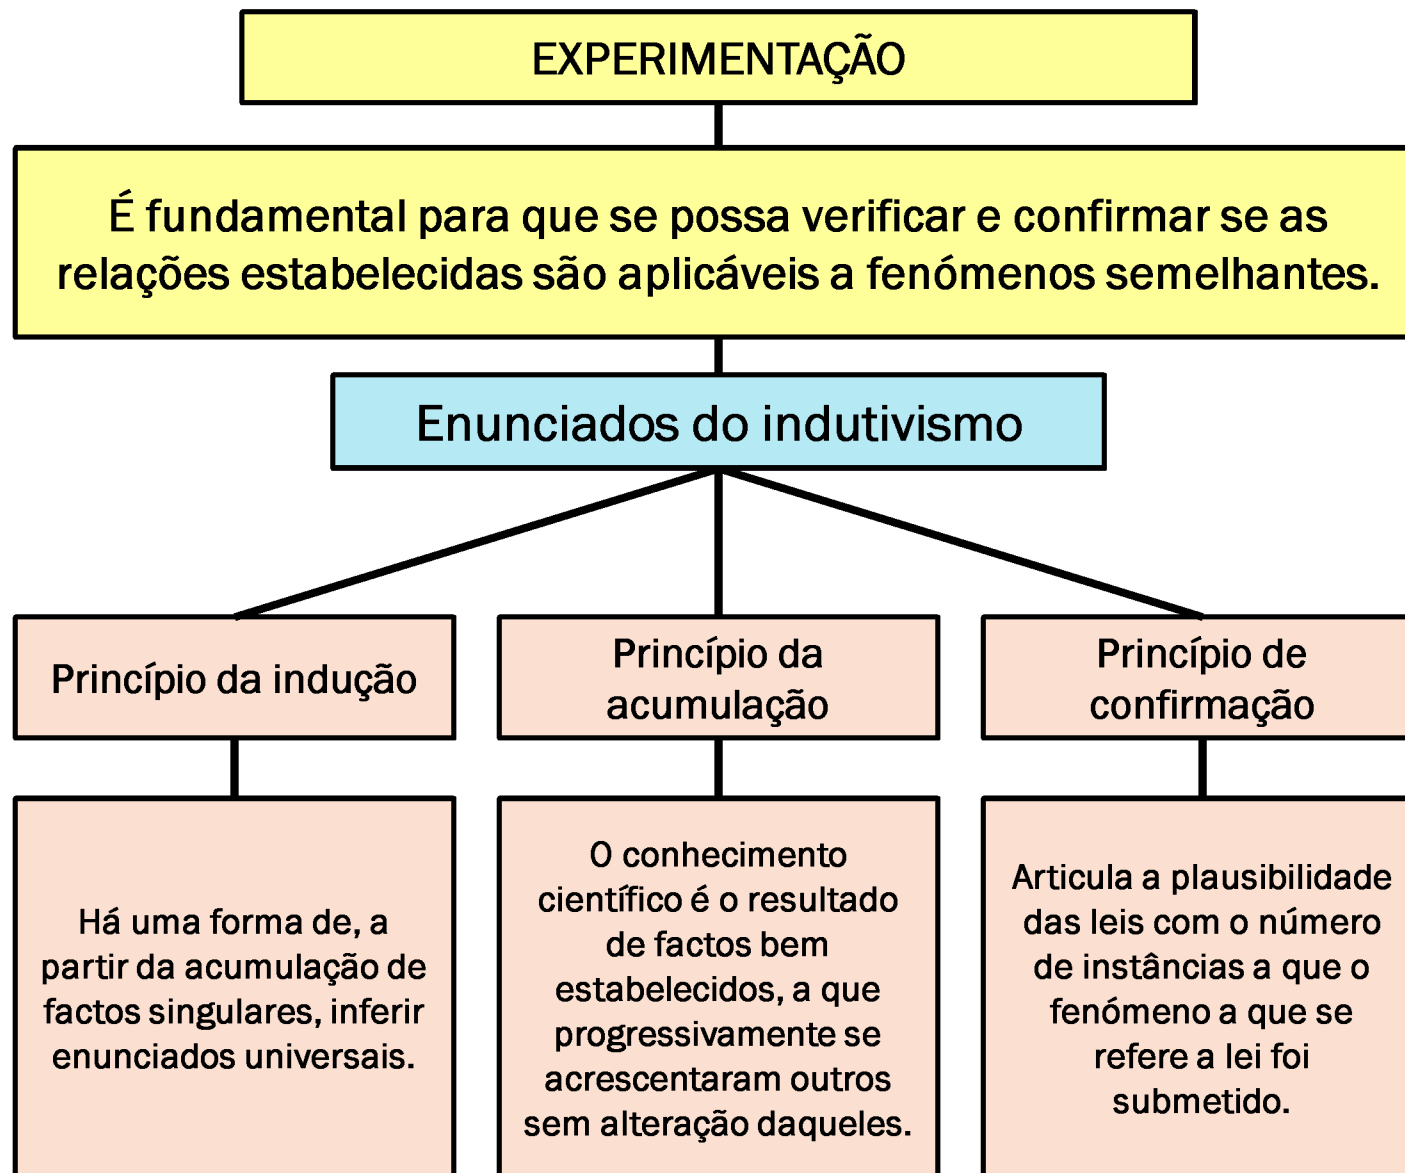 EXPERIMENTAÇÃO
É fundamental para que se possa verificar e confirmar se as
relações estabelecidas são aplicáveis a fenómenos semelhantes.
Enunciados do indutivismo
Princípio da indução
Princípio da
acumulação
Princípio de
confirmação
Há uma forma de, a
partir da acumulação de
factos singulares, inferir
enunciados universais.
O conhecimento
científico é o resultado
de factos bem
estabelecidos, a que
progressivamente se
acrescentaram outros
sem alteração daqueles.
Articula a plausibilidade
das leis com o número
de instâncias a que o
fenómeno a que se
refere a lei foi
submetido.